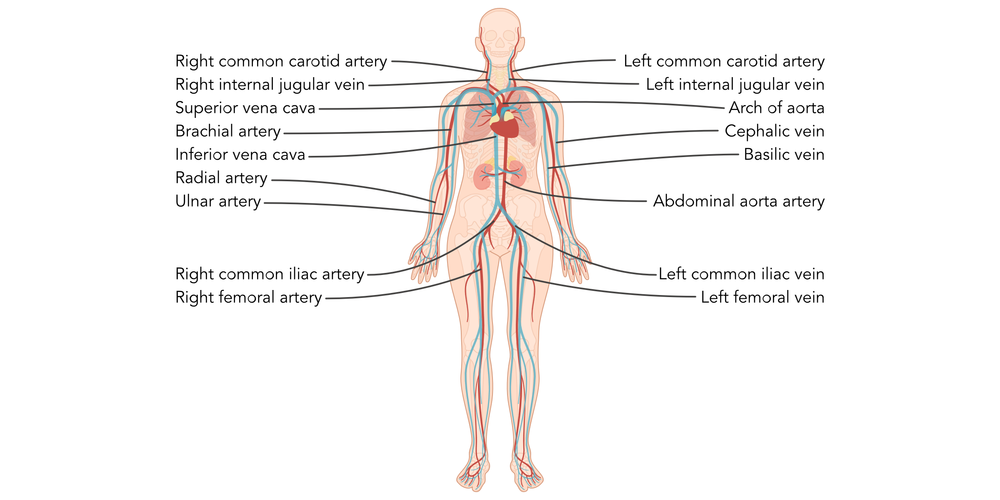 Right common carotid artery
Right internal jugular vein
Superior vena cava
Brachial artery
Inferior vena cava
Radial artery
Ulnar artery
Right common iliac artery
Right femoral artery
Left common carotid artery
Left internal jugular vein
Arch of aorta
Cephalic vein
Basilic vein
Abdominal aorta artery
Left common iliac vein
Left femoral vein